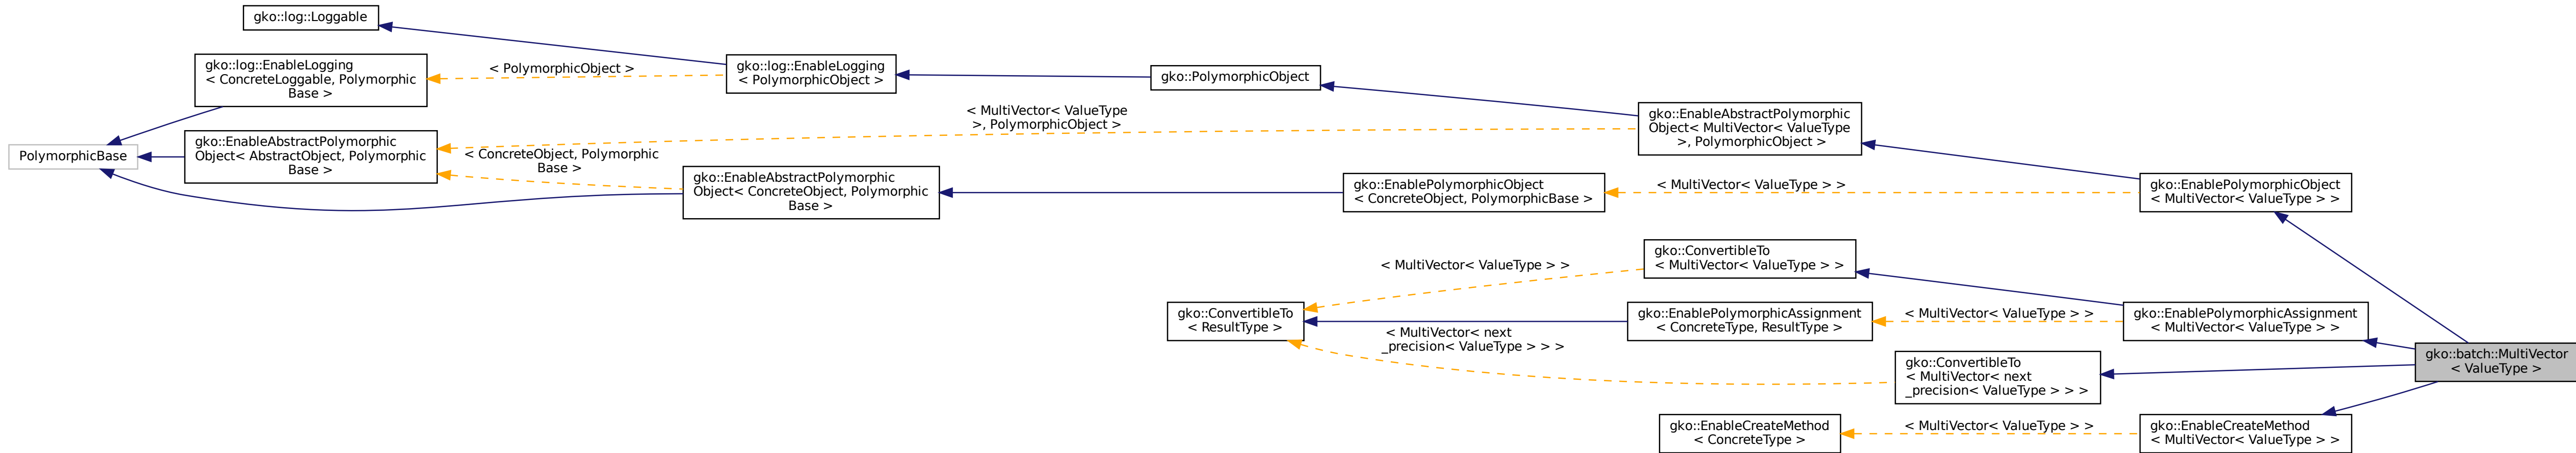 gko::log::Loggable
gko::log::EnableLogging
< ConcreteLoggable, Polymorphic
Base >
< PolymorphicObject >
gko::log::EnableLogging
< PolymorphicObject >
gko::PolymorphicObject
PolymorphicBase
gko::EnableAbstractPolymorphic
Object< AbstractObject, Polymorphic
Base >
< MultiVector< ValueType
>, PolymorphicObject >
gko::EnableAbstractPolymorphic
Object< MultiVector< ValueType
>, PolymorphicObject >
< ConcreteObject, Polymorphic
Base >
gko::EnableAbstractPolymorphic
Object< ConcreteObject, Polymorphic
Base >
gko::EnablePolymorphicObject
< ConcreteObject, PolymorphicBase >
< MultiVector< ValueType > >
gko::EnablePolymorphicObject
< MultiVector< ValueType > >
gko::ConvertibleTo
< MultiVector< ValueType > >
< MultiVector< ValueType > >
gko::ConvertibleTo
< ResultType >
gko::EnablePolymorphicAssignment
< ConcreteType, ResultType >
< MultiVector< ValueType > >
gko::EnablePolymorphicAssignment
< MultiVector< ValueType > >
< MultiVector< next
_precision< ValueType > > >
gko::ConvertibleTo
< MultiVector< next
_precision< ValueType > > >
gko::batch::MultiVector
< ValueType >
gko::EnableCreateMethod
< ConcreteType >
< MultiVector< ValueType > >
gko::EnableCreateMethod
< MultiVector< ValueType > >